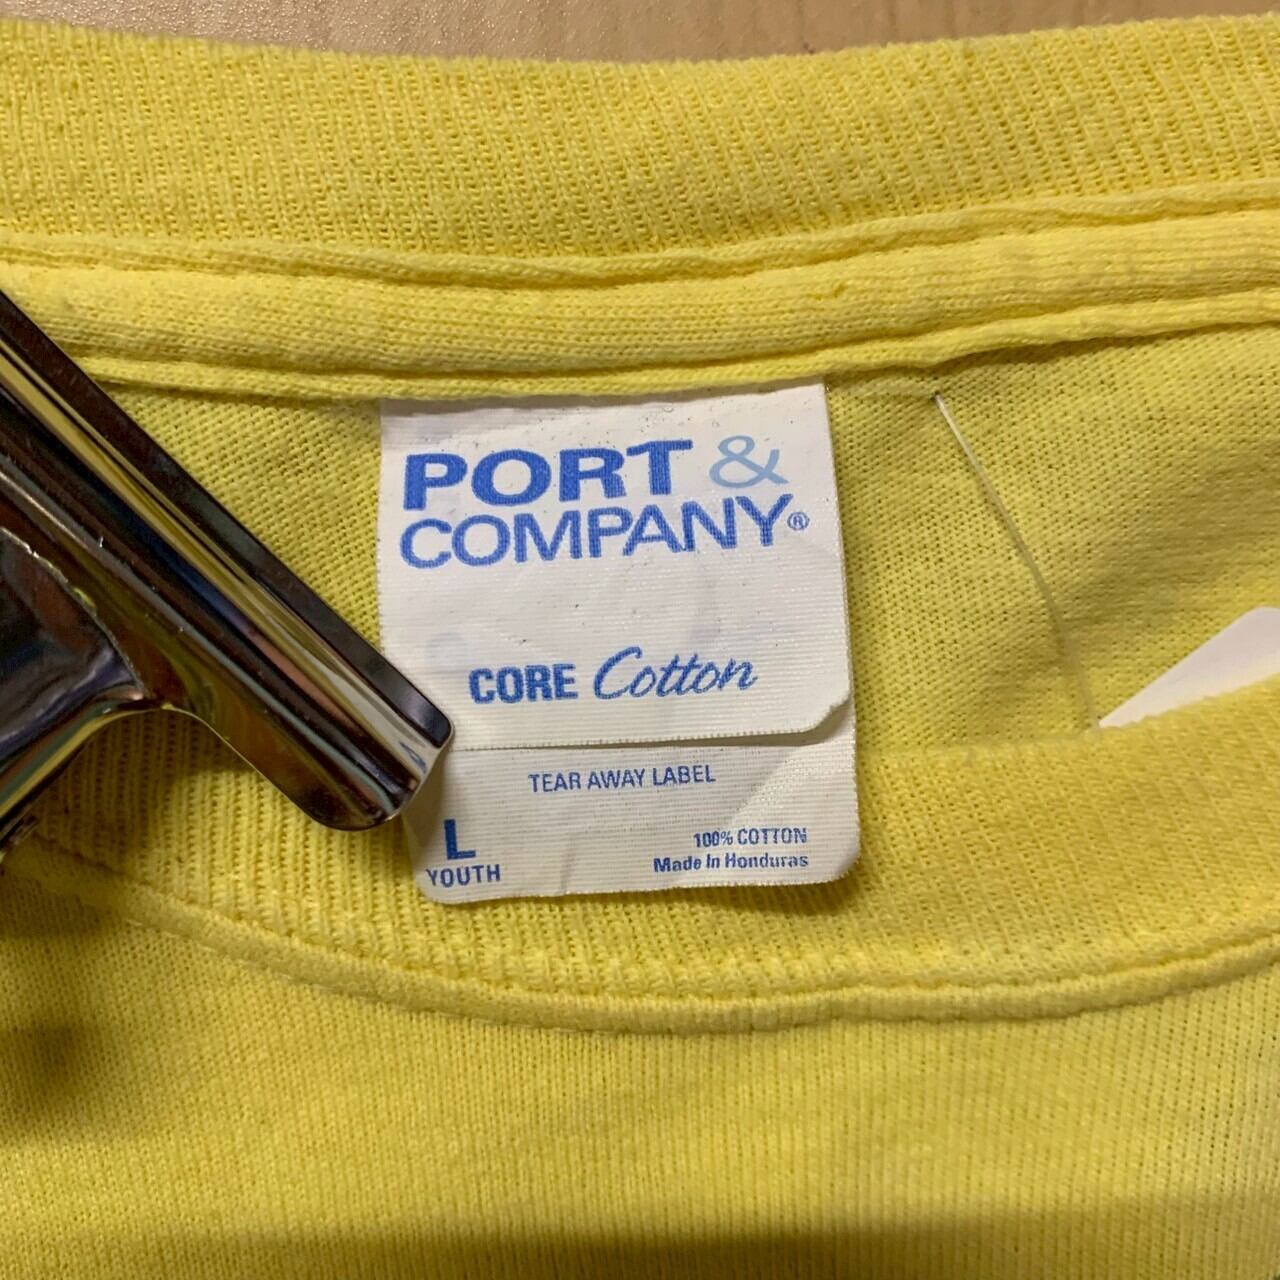 PORT &
COMPANY®
CORE Cotton
TEAR AWAY LABEL
L
YOUTH
100% COTTON
Made In Honduras